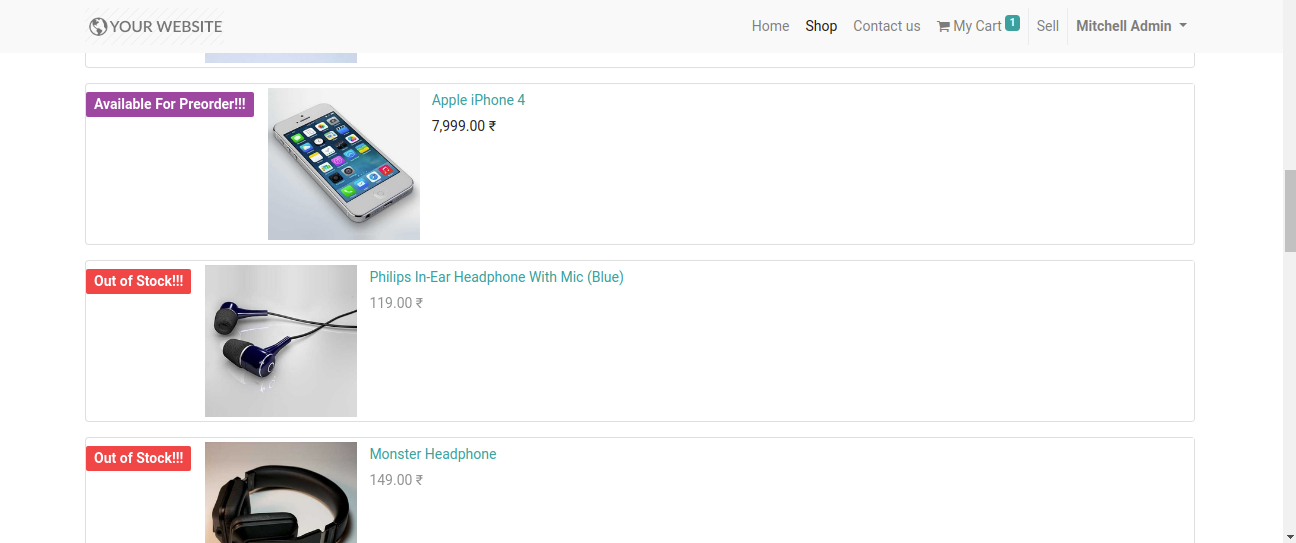 YOUR WEBSITE
Home Shop Contact us My Cart 1 Sell Mitchell Admin
Available For Preorder!!!
Apple iPhone 4
7,999.00 ₹
Out of Stock!!!
Philips In-Ear Headphone With Mic (Blue)
119.00 ₹
Out of Stock!!!
Monster Headphone
149.00 ₹